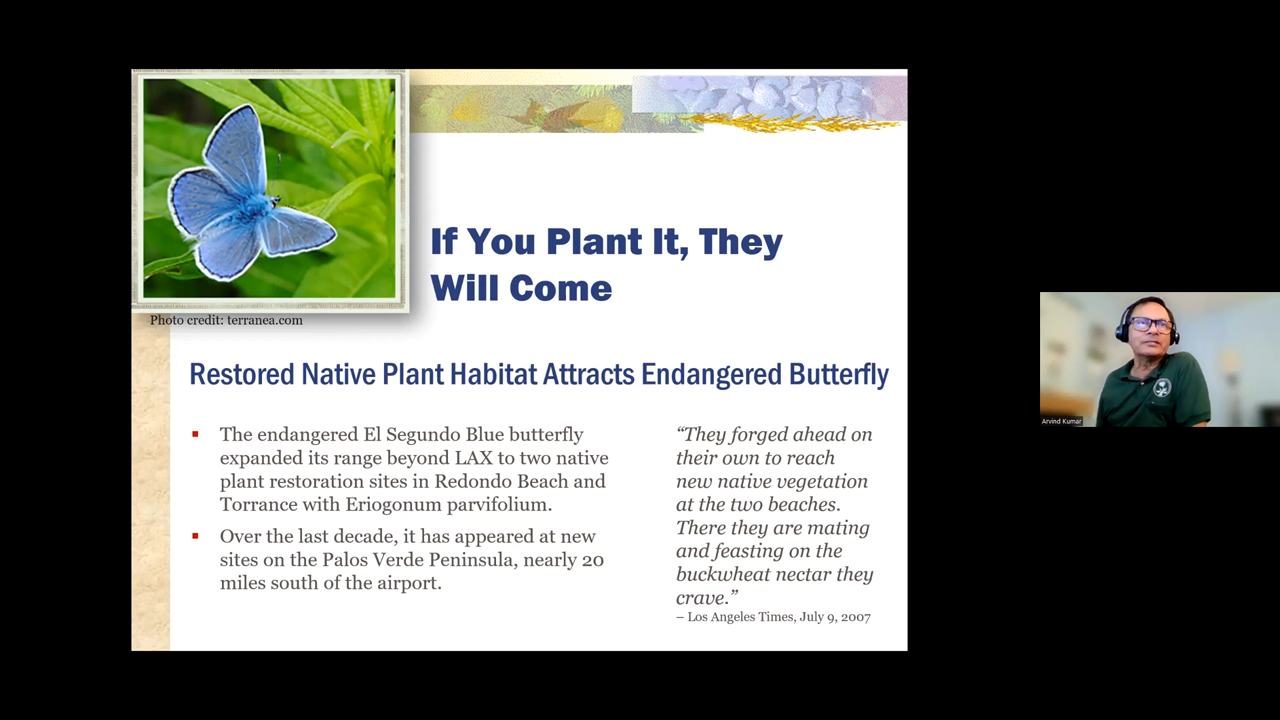 Photo credit: terranea.com
If You Plant It, They
Will Come
Restored Native Plant Habitat Attracts Endangered Butterfly
The endangered El Segundo Blue butterfly
expanded its range beyond LAX to two native
plant restoration sites in Redondo Beach and
Torrance with Eriogonum parvifolium.
Over the last decade, it has appeared at new
sites on the Palos Verde Peninsula, nearly 20
miles south of the airport.
“They forged ahead on
their own to reach
new native vegetation
at the two beaches.
There they are mating
and feasting on the
buckwheat nectar they
crave.”
– Los Angeles Times, July 9, 2007
Arvind Kumar